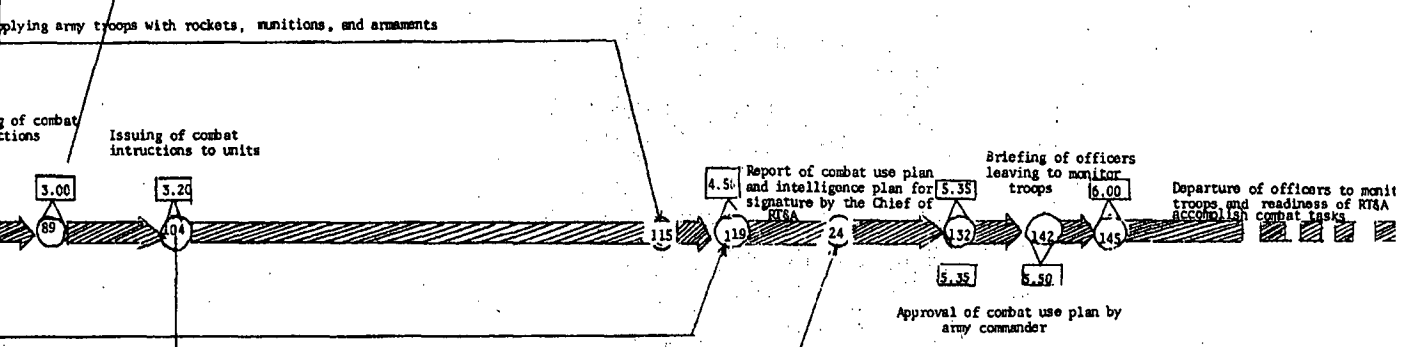 plying army troops with rockets, munitions, and armaments
g of combat
ctions
Issuing of combat
intructions to units
3.00
3.20
89
104
115
4.5
119
Report of combat use plan
and intelligence plan for
signature by the Chief of
RT&A
24
5.35
132
5.35
Briefing of officers
leaving to monitor
troops
142
5.50
6.00
145
Approval of combat use plan by
army commander
Departure of officers to monit
troops and readiness of RT&A
accomplish combat tasks